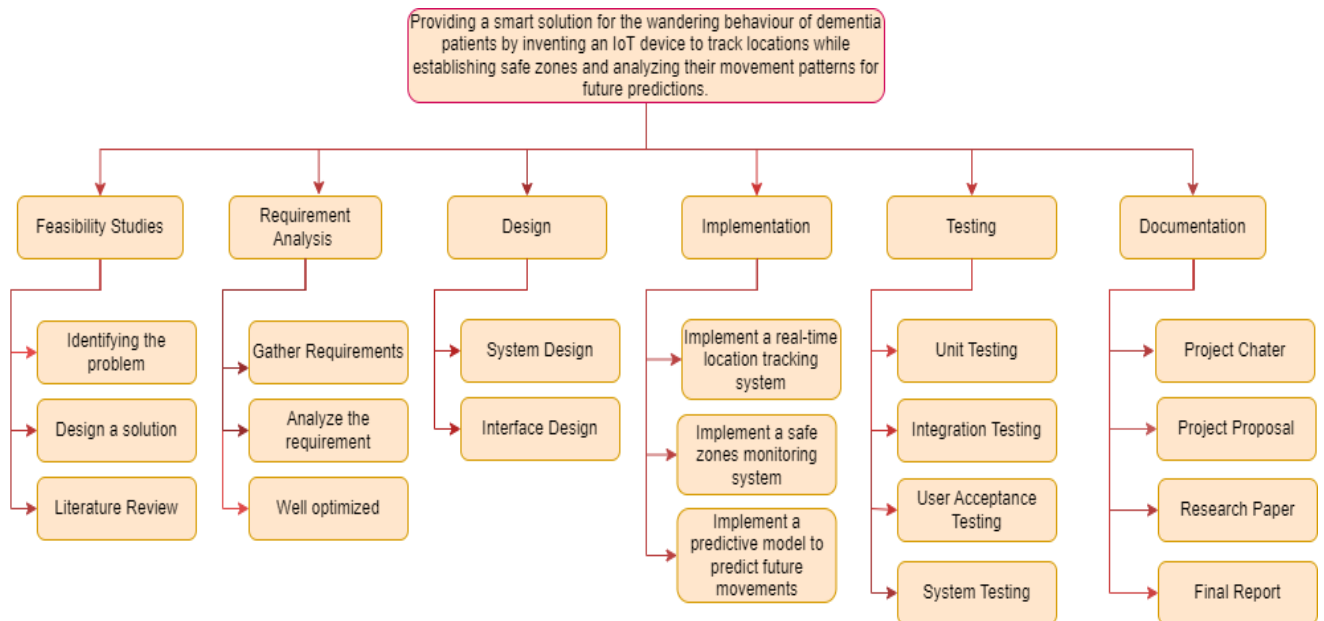 Providing a smart solution for the wandering behaviour of dementia
patients by inventing an IoT device to track locations while
establishing safe zones and analyzing their movement patterns for
future predictions.
Feasibility Studies
Requirement
Analysis
Design
Implementation
Testing
Documentation
Identifying the
problem
Design a solution
Literature Review
Gather Requirements
Analyze the
requirement
Well optimized
System Design
Interface Design
Implement a real-time
location tracking
system
Implement a safe
zones monitoring
system
Implement a
predictive model to
predict future
movements
Unit Testing
Integration Testing
User Acceptance
Testing
System Testing
Project Chater
Project Proposal
Research Paper
Final Report